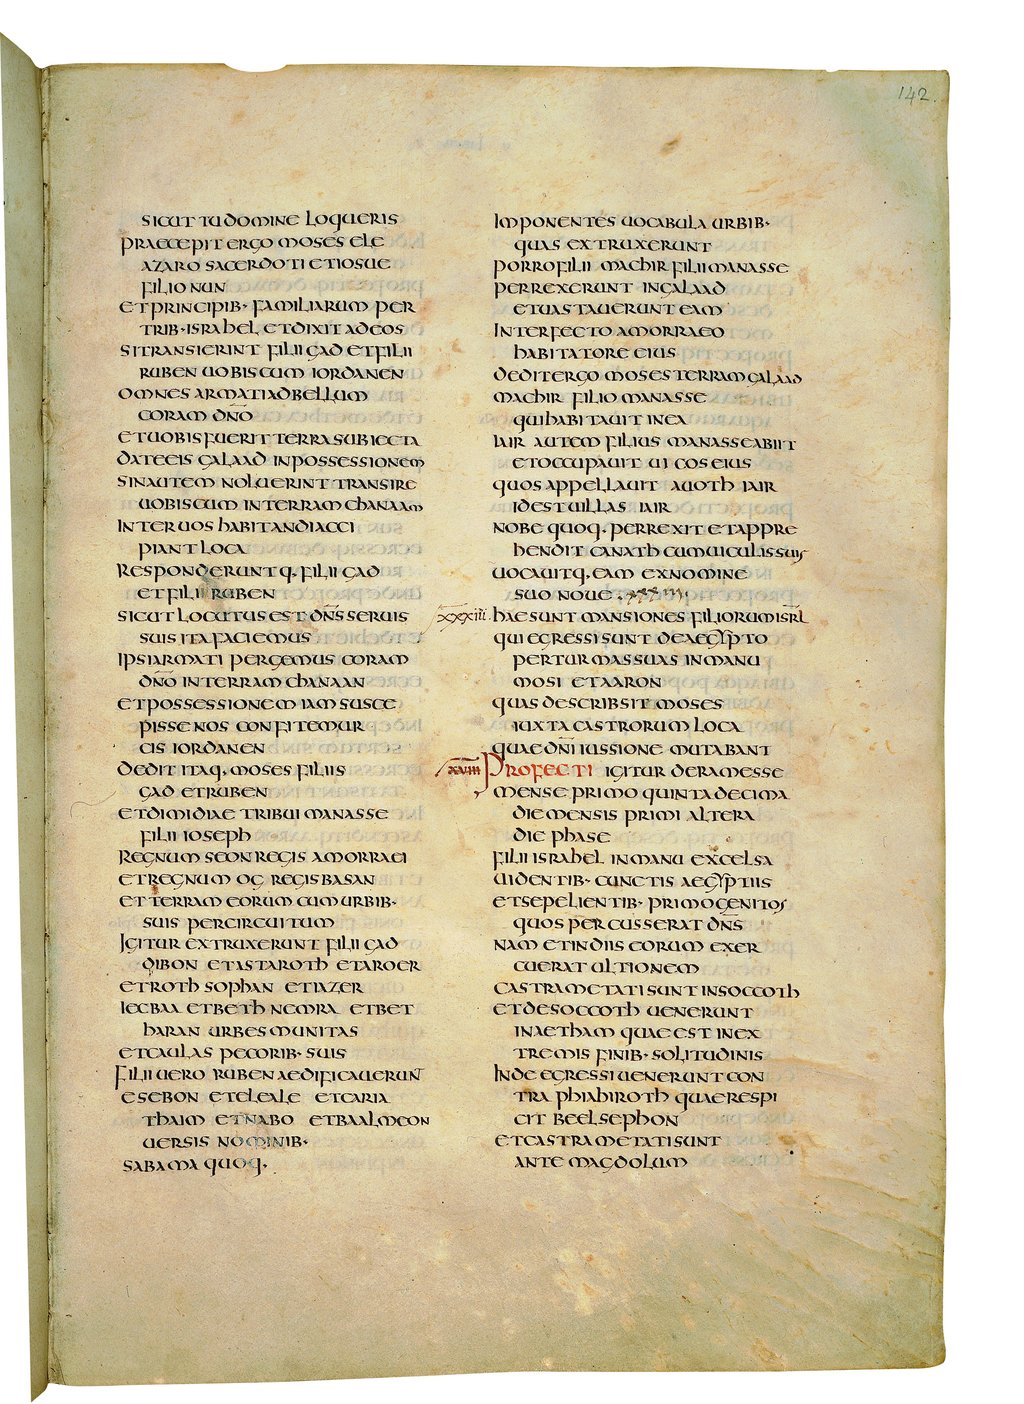 142.
SICUT TU DOMINE LOQUERIS
PRAECEPIT ERGO MOSES ELE
AZARO SACERDOTI ET IOSUE
FILIO NUN
ET PRINCIPIB· FAMILIARUM PER
TRIB· ISRAHEL ET DIXIT AD EOS
SI TRANSIERINT FILII GAD ET FILII
RUBEN UOBISCUM IORDANEN
OMNES ARMATI AD BELLUM
CORAM DN̄O
ET UOBIS FUERIT TERRA SUBIECTA
DATE EIS GALAAD IN POSSESSIONEM
SIN AUTEM NOLUERINT TRANSIRE
UOBISCUM IN TERRAM CHANAAM
INTER UOS HABITANDI ACCI
PIANT LOCA
RESPONDERUNTQ· FILII GAD
ET FILII RUBEN
SICUT LOCUTUS EST DN̄S SERUIS
SUIS ITA FACIEMUS
IPSI ARMATI PERGEMUS CORAM
DN̄O IN TERRAM CHANAAN
ET POSSESSIONEM IAM SUSCE
PISSE NOS CONFITEMUR
CIS IORDANEN
DEDIT ITAQ· MOSES FILIIS
GAD ET RUBEN
ET DIMIDIAE TRIBUI MANASSE
FILII IOSEPH
REGNUM SEON REGIS AMORRAEI
ET REGNUM OG REGIS BASAN
ET TERRAM EORUM CUM URBIB·
SUIS PER CIRCUITUM
IGITUR EXTRUXERUNT FILII GAD
DIBON ET ASTAROTH ET AROER
ET ROTH SOPHAN ET IAZER
IECBAA ET BETH NEMRA ET BET
HARAN URBES MUNITAS
ET CAULAS PECORIB· SUIS
FILII UERO RUBEN AEDIFICAUERUNT
ESEBON ET ELEALE ET CARIA
THAIM ET NABO ET BAALMEON
UERSIS NOMINIB·
SABAMA QUOQ·
IMPONENTES UOCABULA URBIB·
QUAS EXTRUXERUNT
PORRO FILII MACHIR FILII MANASSE
PERREXERUNT IN GALAAD
ET UASTAUERUNT EAM
INTERFECTO AMORRAEO
HABITATORE EIUS
DEDIT ERGO MOSES TERRAM GALAAD
MACHIR FILIO MANASSE
QUI HABITAUIT IN EA
IAIR AUTEM FILIUS MANASSE ABIIT
ET OCCUPAUIT UICOS EIUS
QUOS APPELLAUIT AUOTH IAIR
ID EST UILLAS IAIR
NOBE QUOQ· PERREXIT ET APPRE
HENDIT CANATH CUM UICULIS SUIS
UOCAUITQ· EAM EX NOMINE
SUO NOUE
xxxiii. HAE SUNT MANSIONES FILIORUM ISRL̄
QUI EGRESSI SUNT DE AEGYPTO
PER TURMAS SUAS IN MANU
MOSI ET AARON
QUAS DESCRIBSIT MOSES
IUXTA CASTRORUM LOCA
QUAE DN̄I IUSSIONE MUTABANT
PROFECTI IGITUR DE RAMESSE
MENSE PRIMO QUINTA DECIMA
DIE MENSIS PRIMI ALTERA
DIE PHASE
FILII ISRAHEL IN MANU EXCELSA
UIDENTIB· CUNCTIS AEGYPTIIS
ET SEPELIENTIB· PRIMOGENITOS
QUOS PERCUSSERAT DN̄S
NAM ET IN DIIS EORUM EXER
CUERAT ULTIONEM
CASTRAMETATI SUNT IN SOCCOTH
ET DE SOCCOTH UENERUNT
IN AETHAM QUAE EST IN EX
TREMIS FINIB· SOLITUDINIS
INDE EGRESSI UENERUNT CON
TRA PHIAHIROTH QUAE RESPI
CIT BEELSEPHON
ET CASTRAMETATI SUNT
ANTE MAGDOLUM